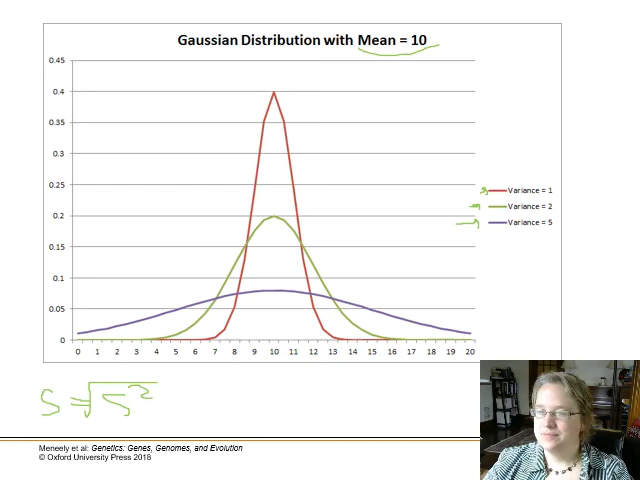 Gaussian Distribution with Mean = 10
0.45
0.4
0.35
0.3
0.25
0.2
0.15
0.1
0.05
0
0 1 2 3 4 5 6 7 8 9 10 11 12 13 14 15 16 17 18 19 20
Variance = 1
Variance = 2
Variance = 5
S = √S²
Meneely et al: Genetics: Genes, Genomes, and Evolution
© Oxford University Press 2018